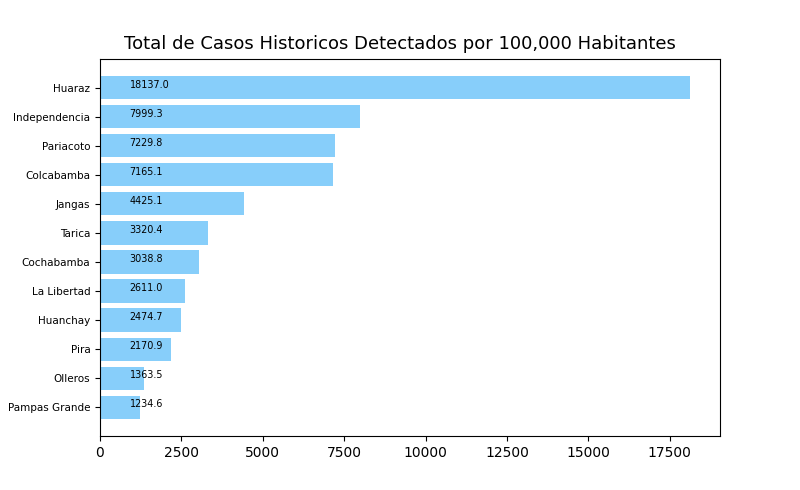 Total de Casos Historicos Detectados por 100,000 Habitantes
Huaraz 18137.0
Independencia 7999.3
Pariacoto 7229.8
Colcabamba 7165.1
Jangas 4425.1
Tarica 3320.4
Cochabamba 3038.8
La Libertad 2611.0
Huanchay 2474.7
Pira 2170.9
Olleros 1363.5
Pampas Grande 1234.6
0 2500 5000 7500 10000 12500 15000 17500